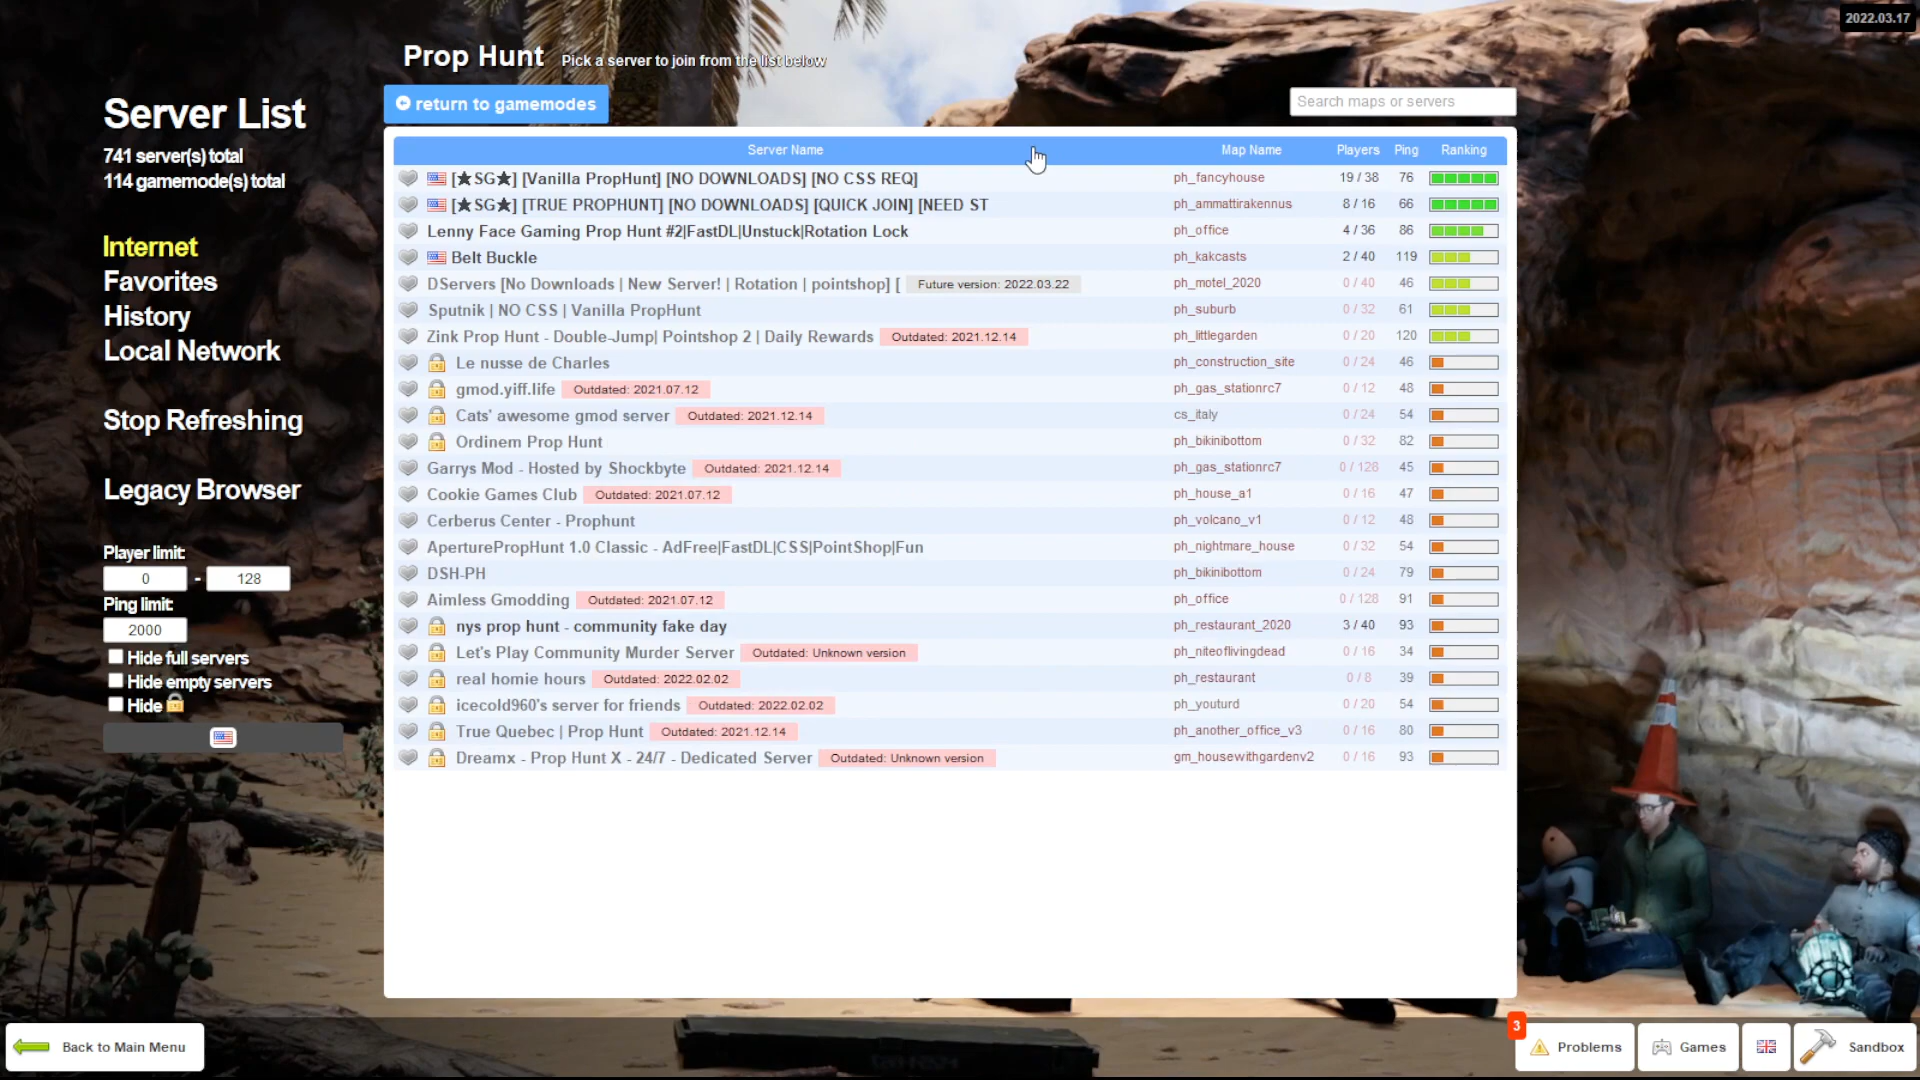 2022.03.17
Prop Hunt Pick a server to join from the list below
return to gamemodes
Search maps or servers
Server List
741 server(s) total
114 gamemode(s) total
Internet
Favorites
History
Local Network
Stop Refreshing
Legacy Browser
Player limit:
0 - 128
Ping limit:
2000
Hide full servers
Hide empty servers
Hide
Server Name Map Name Players Ping Ranking
[★SG★] [Vanilla PropHunt] [NO DOWNLOADS] [NO CSS REQ] ph_fancyhouse 19 / 38 76
[★SG★] [TRUE PROPHUNT] [NO DOWNLOADS] [QUICK JOIN] [NEED ST ph_ammattirakennus 8 / 16 66
Lenny Face Gaming Prop Hunt #2|FastDL|Unstuck|Rotation Lock ph_office 4 / 36 86
Belt Buckle ph_kakcasts 2 / 40 119
DServers [No Downloads | New Server! | Rotation | pointshop] [ Future version: 2022.03.22 ph_motel_2020 0 / 40 46
Sputnik | NO CSS | Vanilla PropHunt ph_suburb 0 / 32 61
Zink Prop Hunt - Double-Jump| Pointshop 2 | Daily Rewards Outdated: 2021.12.14 ph_littlegarden 0 / 20 120
Le nusse de Charles ph_construction_site 0 / 24 46
gmod.yiff.life Outdated: 2021.07.12 ph_gas_stationrc7 0 / 12 48
Cats' awesome gmod server Outdated: 2021.12.14 cs_italy 0 / 24 54
Ordinem Prop Hunt ph_bikinibottom 0 / 32 82
Garrys Mod - Hosted by Shockbyte Outdated: 2021.12.14 ph_gas_stationrc7 0 / 128 45
Cookie Games Club Outdated: 2021.07.12 ph_house_a1 0 / 16 47
Cerberus Center - Prophunt ph_volcano_v1 0 / 12 48
AperturePropHunt 1.0 Classic - AdFree|FastDL|CSS|PointShop|Fun ph_nightmare_house 0 / 32 54
DSH-PH ph_bikinibottom 0 / 24 79
Aimless Gmodding Outdated: 2021.07.12 ph_office 0 / 128 91
nys prop hunt - community fake day ph_restaurant_2020 3 / 40 93
Let's Play Community Murder Server Outdated: Unknown version ph_niteoflivingdead 0 / 16 34
real homie hours Outdated: 2022.02.02 ph_restaurant 0 / 8 39
icecold960's server for friends Outdated: 2022.02.02 ph_youturd 0 / 20 54
True Quebec | Prop Hunt Outdated: 2021.12.14 ph_another_office_v3 0 / 16 80
Dreamx - Prop Hunt X - 24/7 - Dedicated Server Outdated: Unknown version gm_housewithgardenv2 0 / 16 93
Back to Main Menu
3
Problems
Games
Sandbox